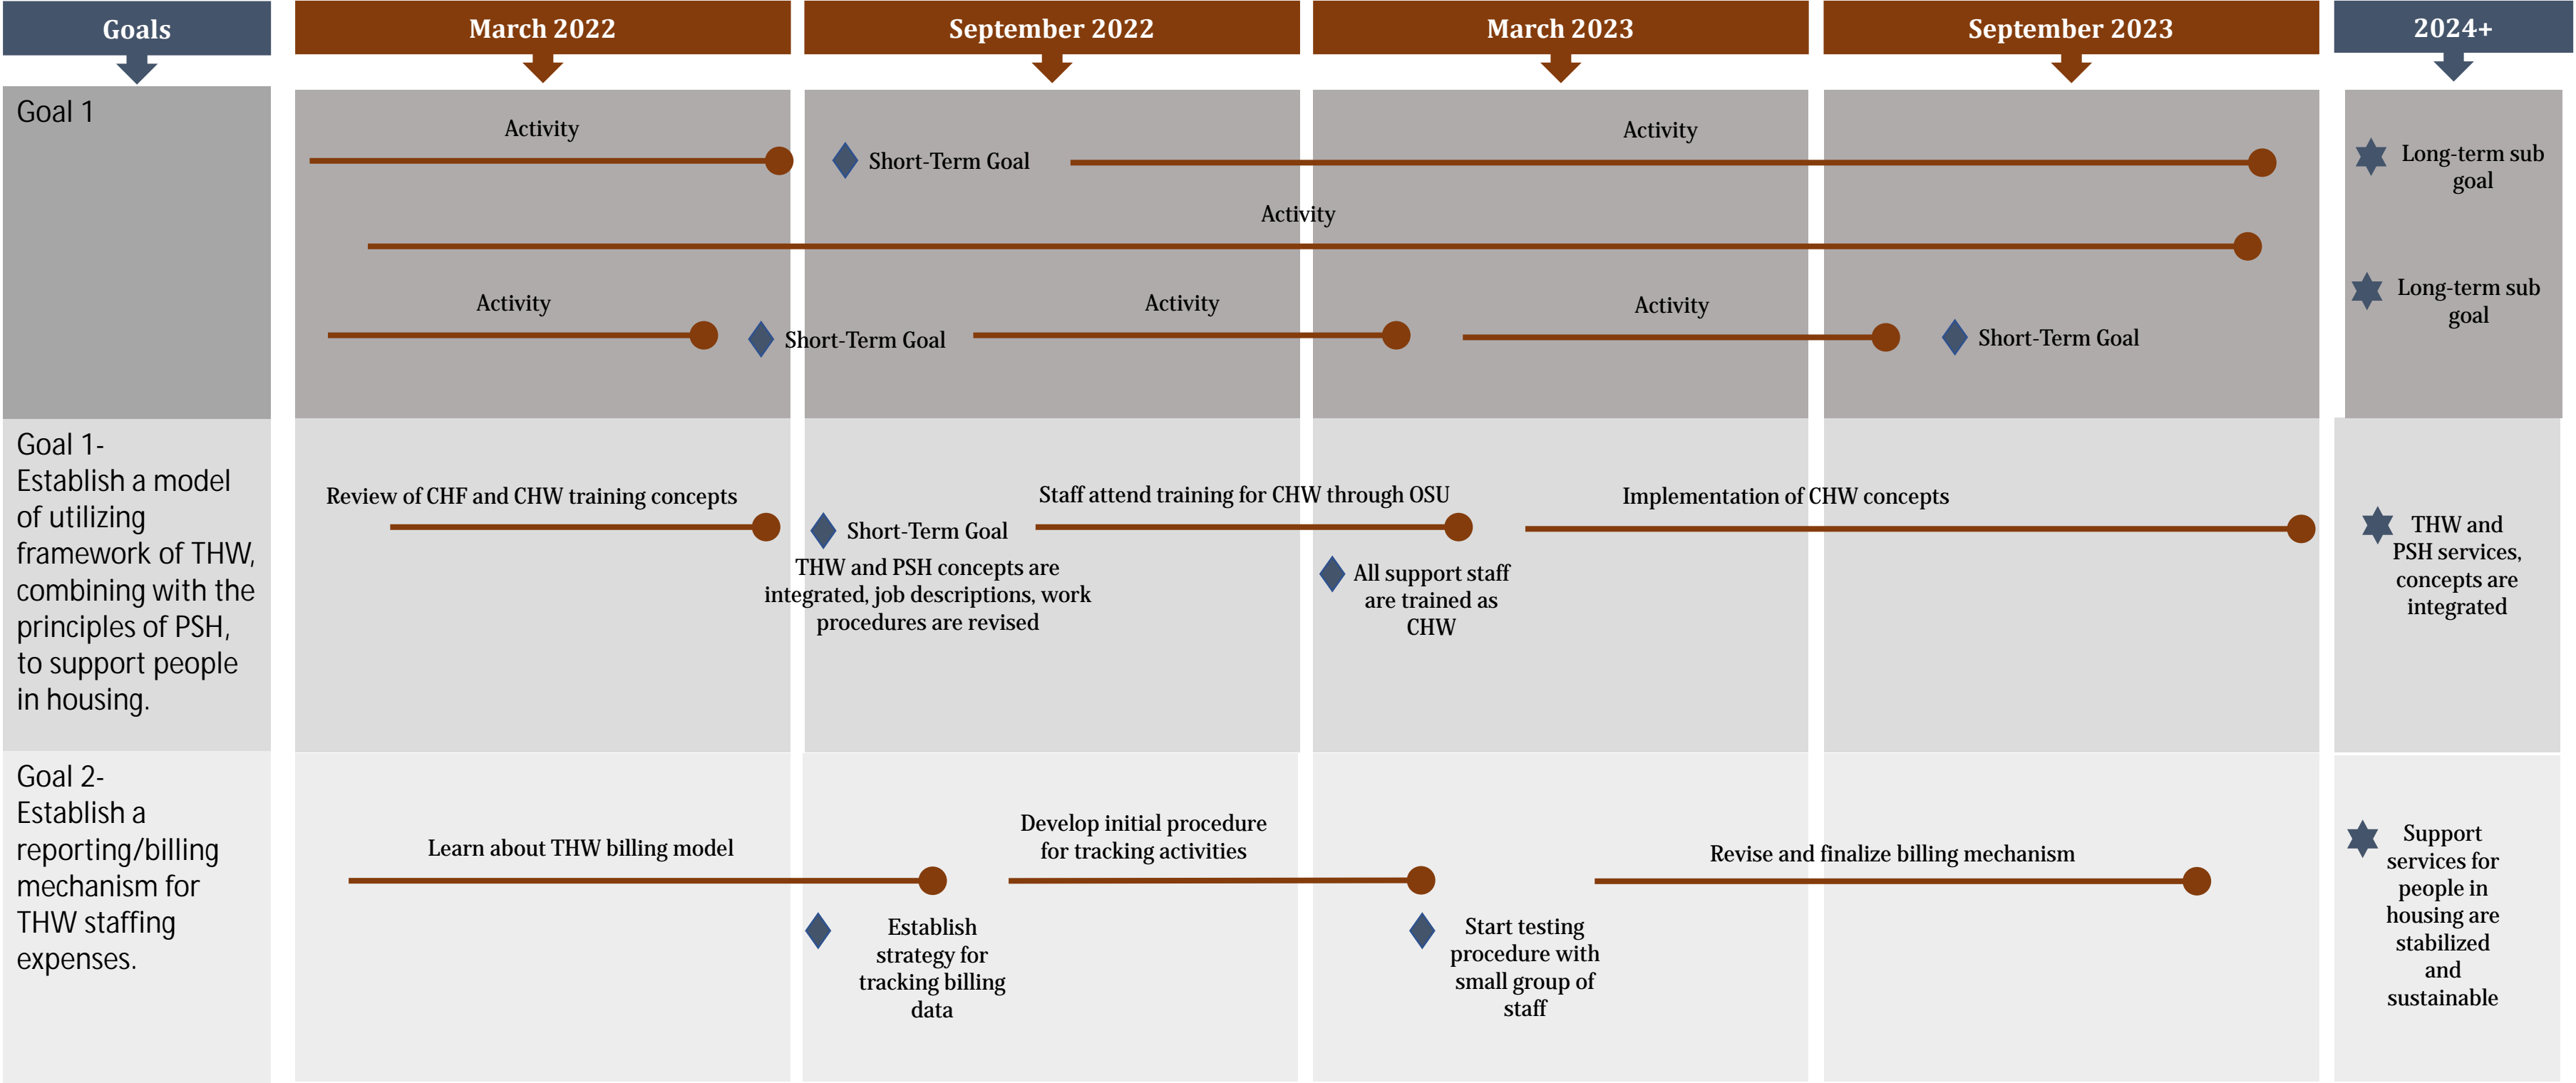 Goals
March 2022
September 2022
March 2023
September 2023
2024+
Goal 1
Activity
Short-Term Goal
Activity
Long-term sub
goal
Activity
Activity
Short-Term Goal
Activity
Activity
Short-Term Goal
Long-term sub
goal
Goal 1-
Establish a model
of utilizing
framework of THW,
combining with the
principles of PSH,
to support people
in housing.
Review of CHF and CHW training concepts
Short-Term Goal
THW and PSH concepts are
integrated, job descriptions, work
procedures are revised
Staff attend training for CHW through OSU
All support staff
are trained as
CHW
Implementation of CHW concepts
THW and
PSH services,
concepts are
integrated
Goal 2-
Establish a
reporting/billing
mechanism for
THW staffing
expenses.
Learn about THW billing model
Establish
strategy for
tracking billing
data
Develop initial procedure
for tracking activities
Start testing
procedure with
small group of
staff
Revise and finalize billing mechanism
Support
services for
people in
housing are
stabilized
and
sustainable